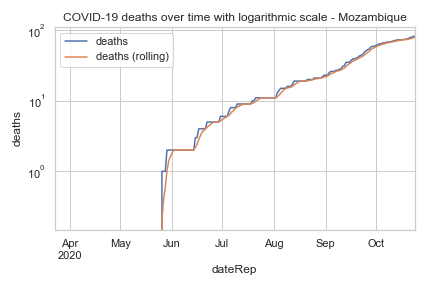 COVID-19 deaths over time with logarithmic scale - Mozambique
deaths
deaths (rolling)
10²
10¹
10⁰
deaths
Apr
2020
May
Jun
Jul
Aug
Sep
Oct
dateRep